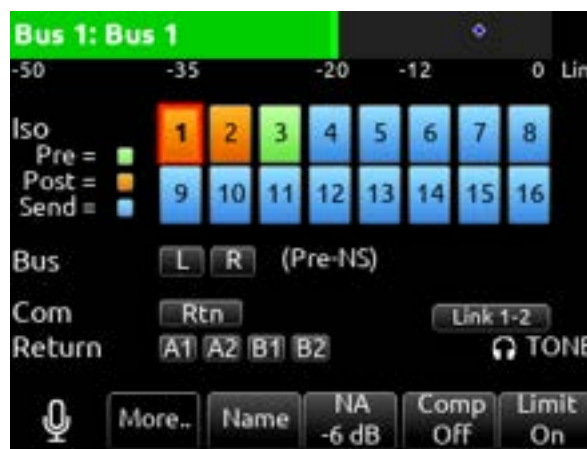 Bus 1: Bus 1
-50 -35 -20 -12 0 Lim
Iso 1 2 3 4 5 6 7 8
Pre =
Post = 9 10 11 12 13 14 15 16
Send =
Bus L R (Pre-NS)
Com Rtn Link 1-2
Return A1 A2 B1 B2 TONE
More.. Name NA -6 dB Comp Off Limit On